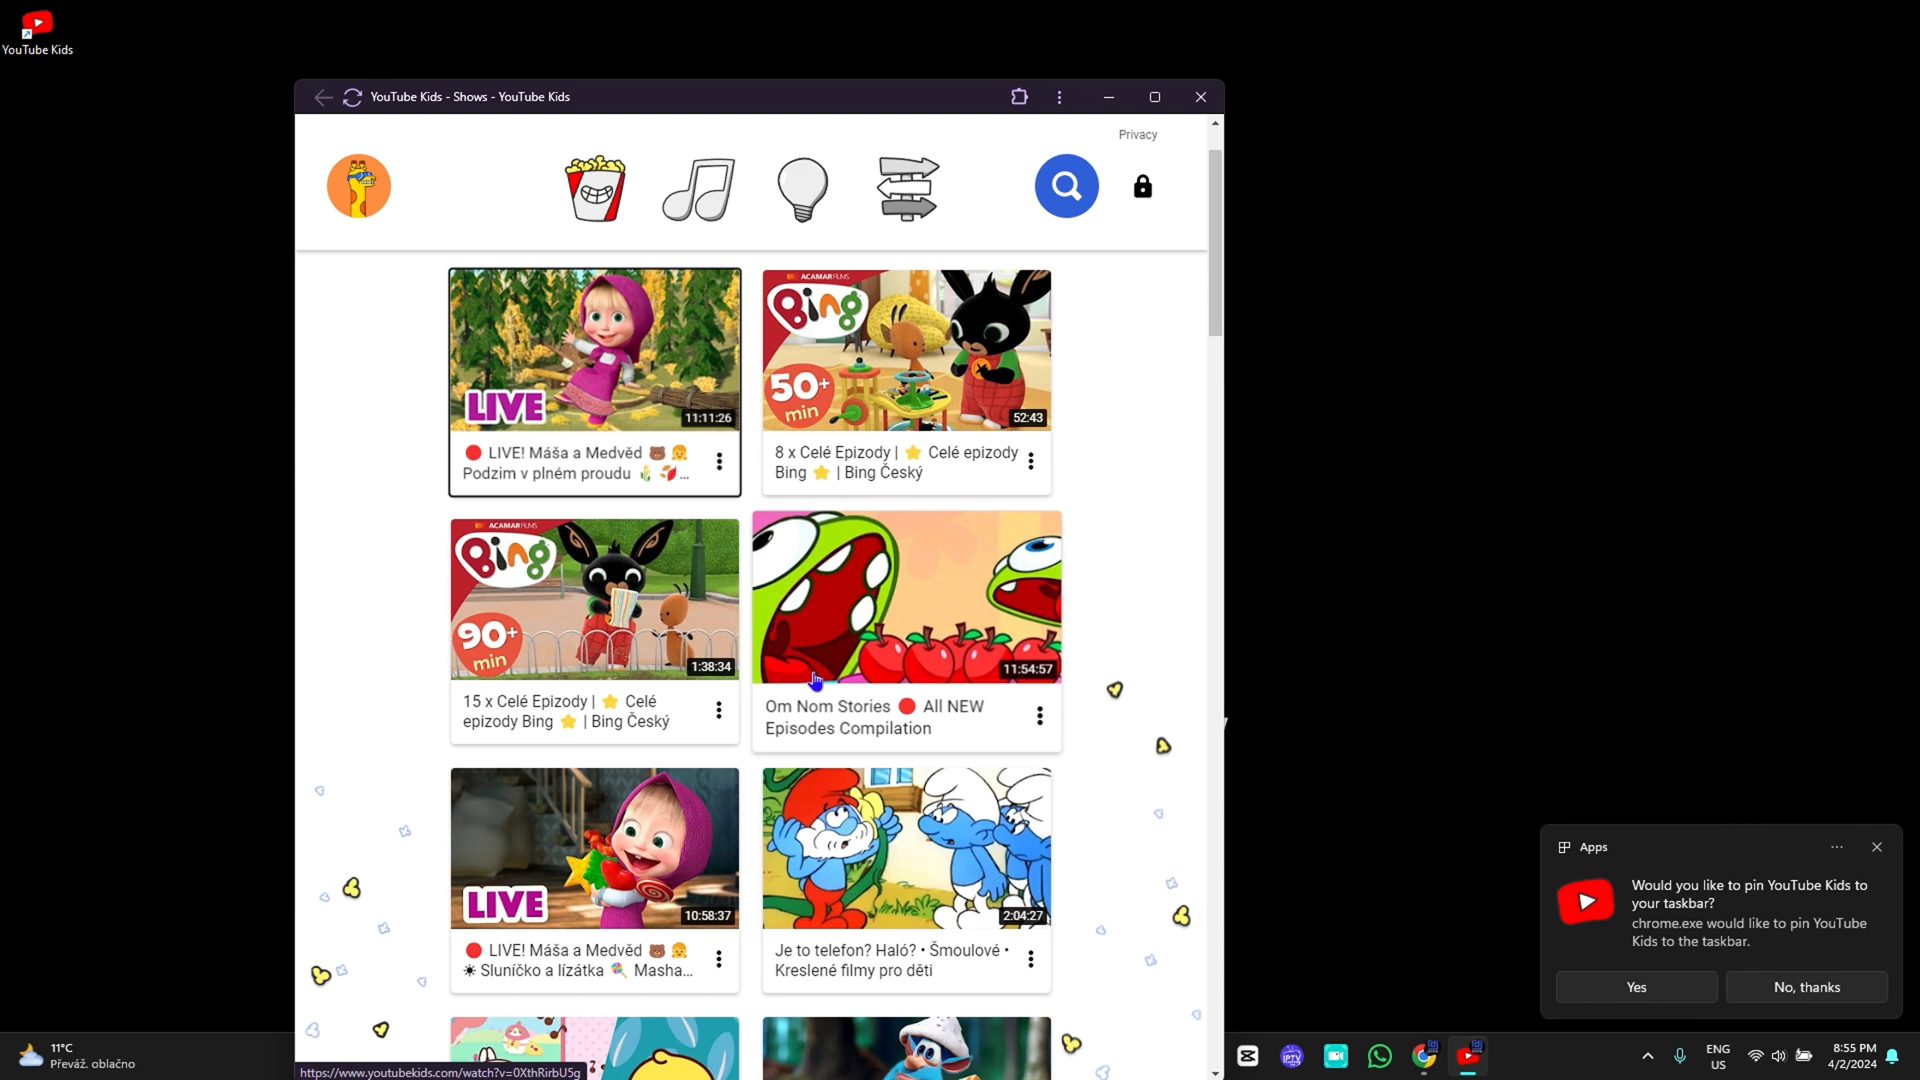 YouTube Kids
YouTube Kids - Shows - YouTube Kids
Privacy
LIVE
11:11:26
🔴 LIVE! Máša a Medvěd 🐻 👧
Podzim v plném proudu 🌽 🍂 ...
ACAMARFILMS
Bing
50+
min
52:43
8 x Celé Epizody | ⭐ Celé epizody
Bing ⭐ | Bing Český
ACAMARFILMS
Bing
90+
min
1:38:34
15 x Celé Epizody | ⭐ Celé
epizody Bing ⭐ | Bing Český
11:54:57
Om Nom Stories 🔴 All NEW
Episodes Compilation
LIVE
10:58:37
🔴 LIVE! Máša a Medvěd 🐻 👧
☀ Sluníčko a lízátka 🍭 Masha...
2:04:27
Je to telefon? Haló? • Šmoulové •
Kreslené filmy pro děti
https://www.youtubekids.com/watch?v=0XthRirbU5g
Apps
Would you like to pin YouTube Kids to
your taskbar?
chrome.exe would like to pin YouTube
Kids to the taskbar.
Yes
No, thanks
11°C
Převáž. oblačno
IPTV
ENG
US
8:55 PM
4/2/2024